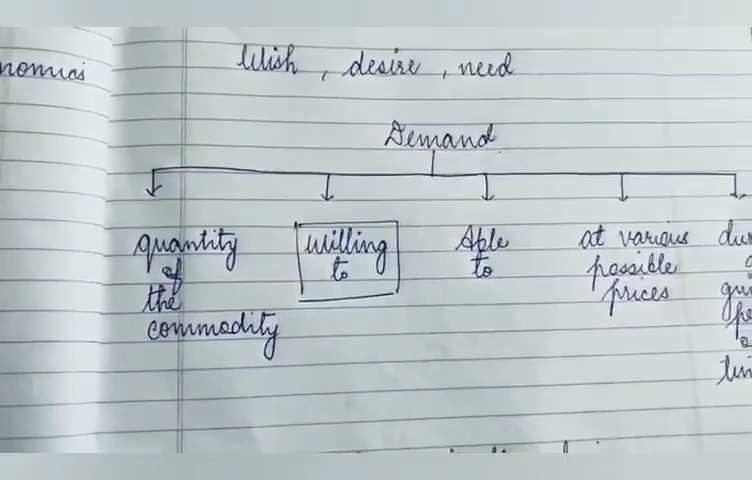 nomics
Wish, desire, need
Demand
quantity
of
the
commodity
willing
to
Able
to
at various
possible
prices